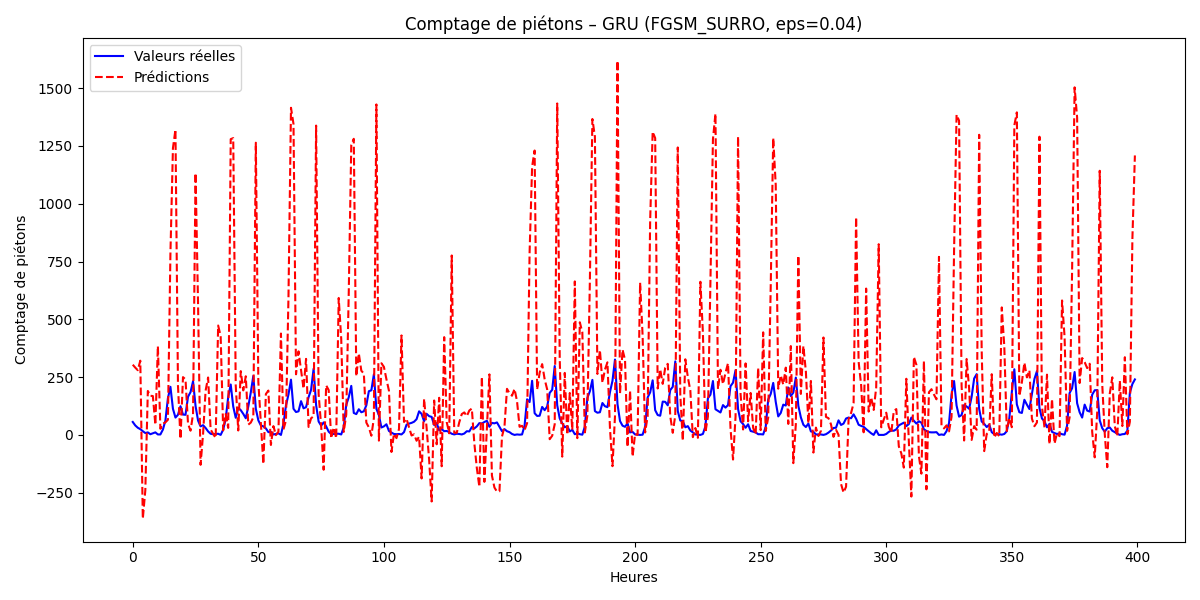 Comptage de piétons – GRU (FGSM_SURRO, eps=0.04)
Valeurs réelles
Prédictions
Comptage de piétons
1500
1250
1000
750
500
250
0
−250
0 50 100 150 200 250 300 350 400
Heures